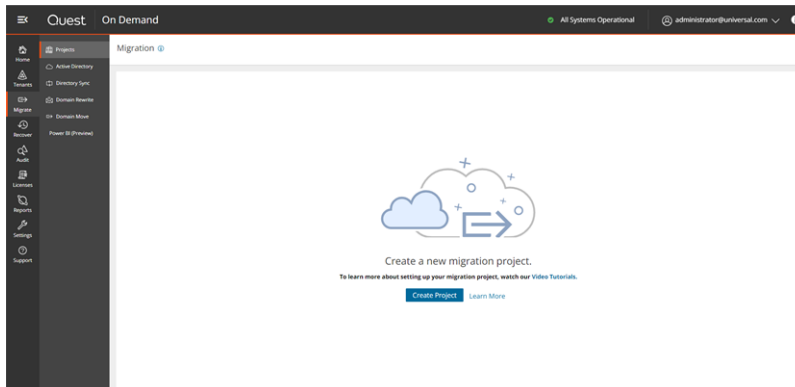 Quest On Demand
All Systems Operational
administrator@universal.com
Home
Tenants
Migrate
Recover
Audit
Licenses
Reports
Settings
Support
Projects
Active Directory
Directory Sync
Domain Rewrite
Domain Move
Power BI (Preview)
Migration
Create a new migration project.
To learn more about setting up your migration project, watch our Video Tutorials.
Create Project Learn More